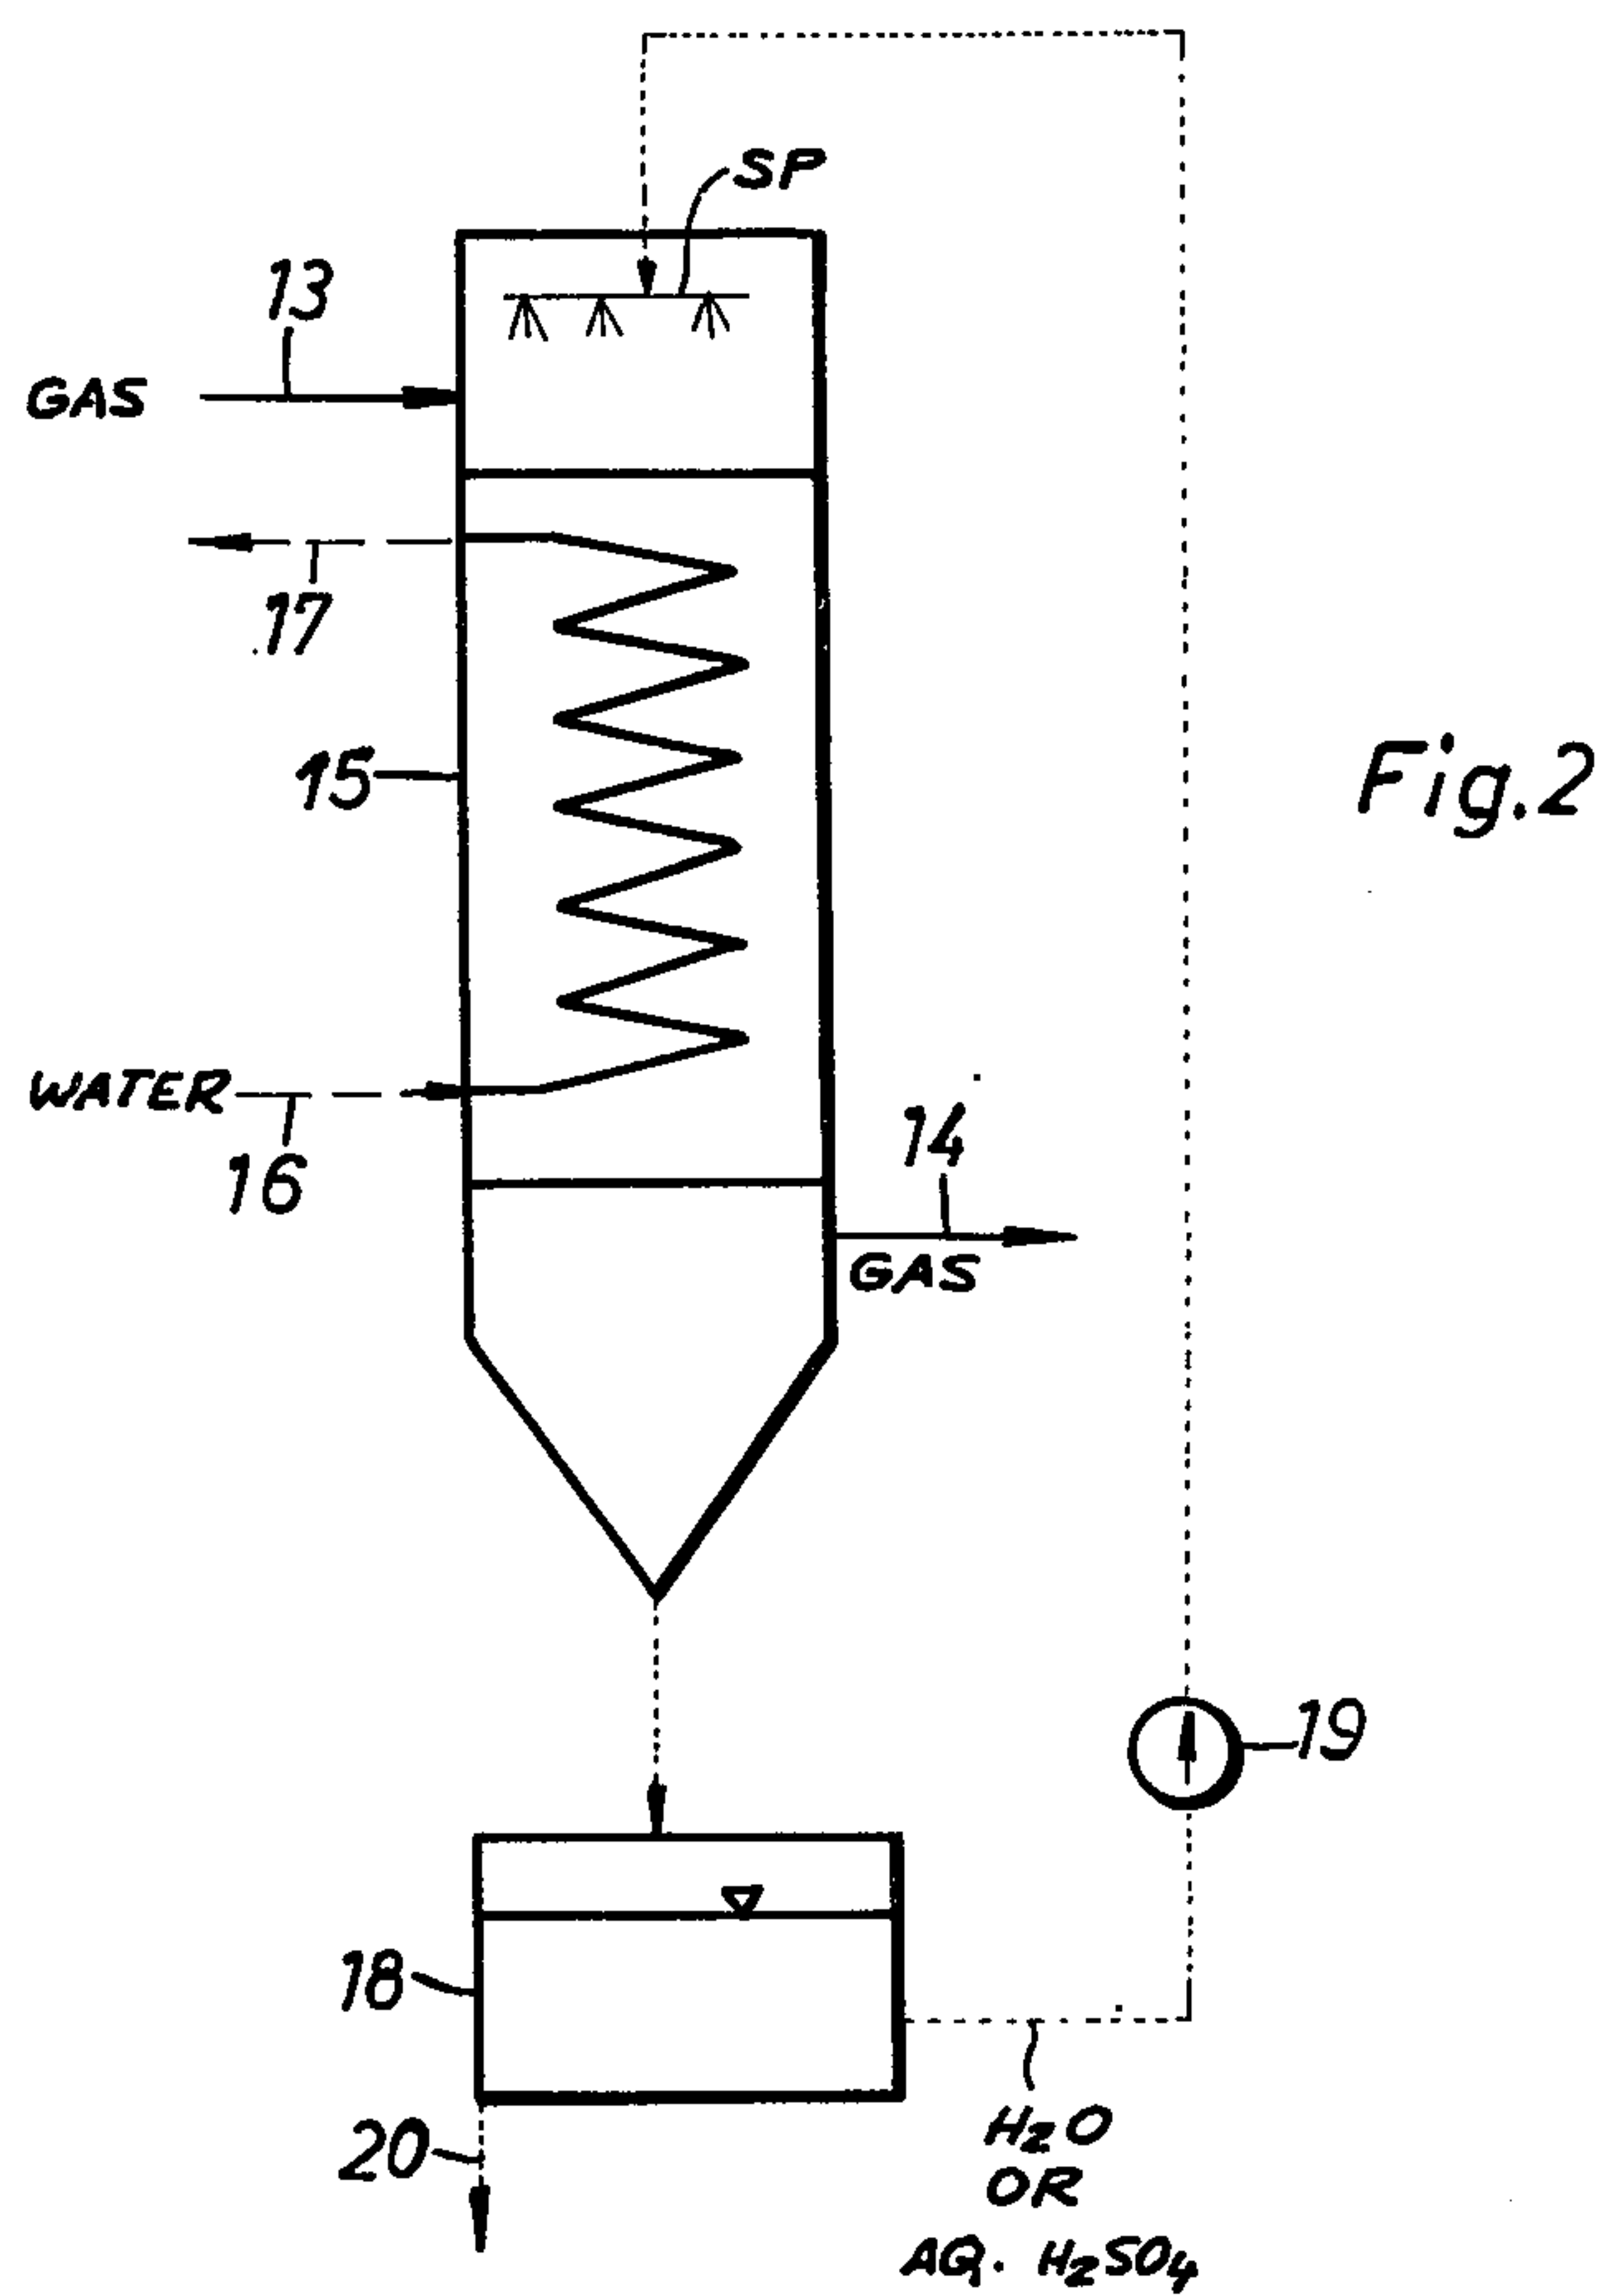 SP
13
GAS
17
15
Fig.2
WATER
16
14
GAS
19
18
H2O
OR
AQ. H2SO4
20